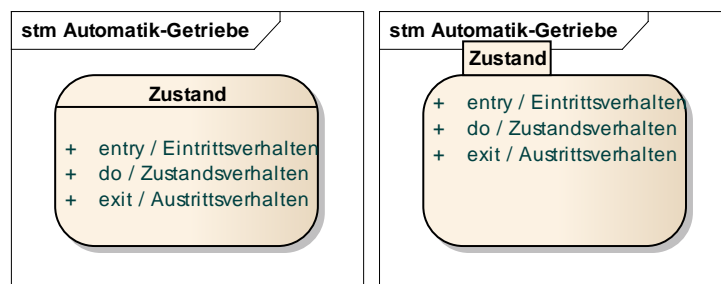 stm Automatik-Getriebe
Zustand
+ entry / Eintrittsverhalten
+ do / Zustandsverhalten
+ exit / Austrittsverhalten
stm Automatik-Getriebe
Zustand
+ entry / Eintrittsverhalten
+ do / Zustandsverhalten
+ exit / Austrittsverhalten